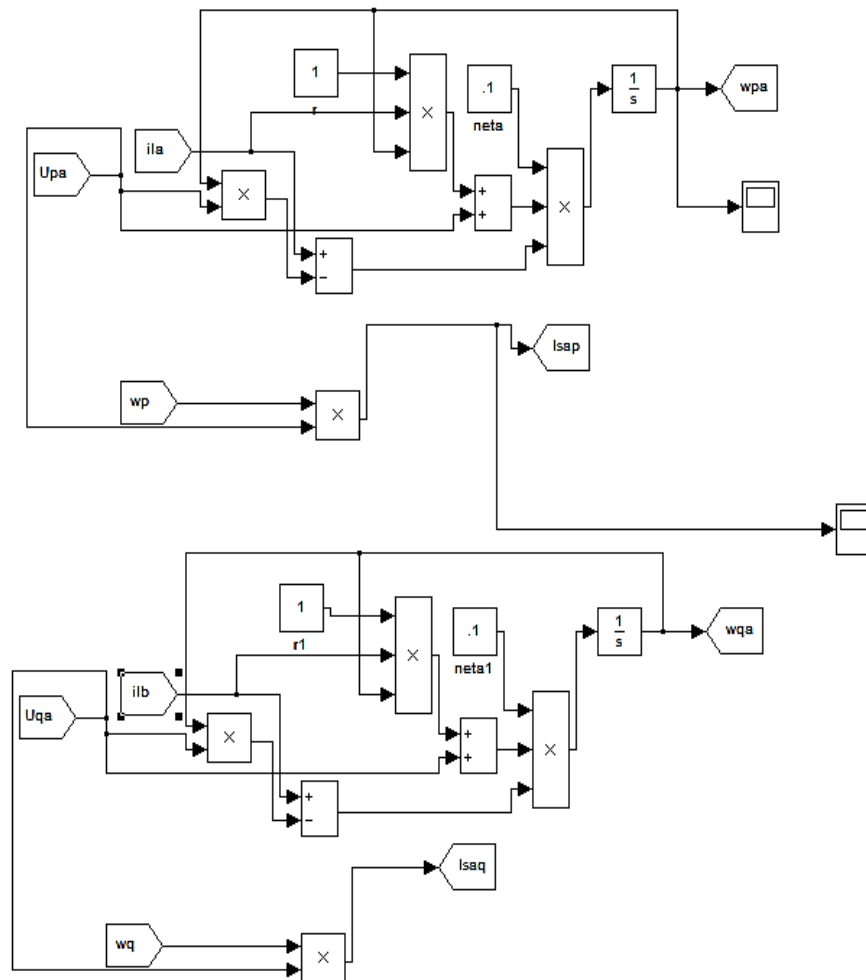 1
r
.1
neta
1
s
wpa
ila
Upa
×
×
+
+
×
+
−
Isap
wp
×
1
r1
.1
neta1
1
s
wqa
ilb
Uqa
×
×
+
+
×
+
−
Isaq
wq
×